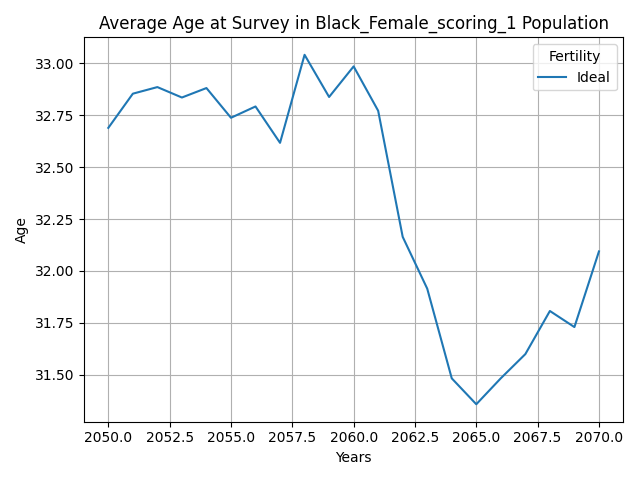 Average Age at Survey in Black_Female_scoring_1 Population
Fertility
Ideal
Age
33.00
32.75
32.50
32.25
32.00
31.75
31.50
2050.0 2052.5 2055.0 2057.5 2060.0 2062.5 2065.0 2067.5 2070.0
Years